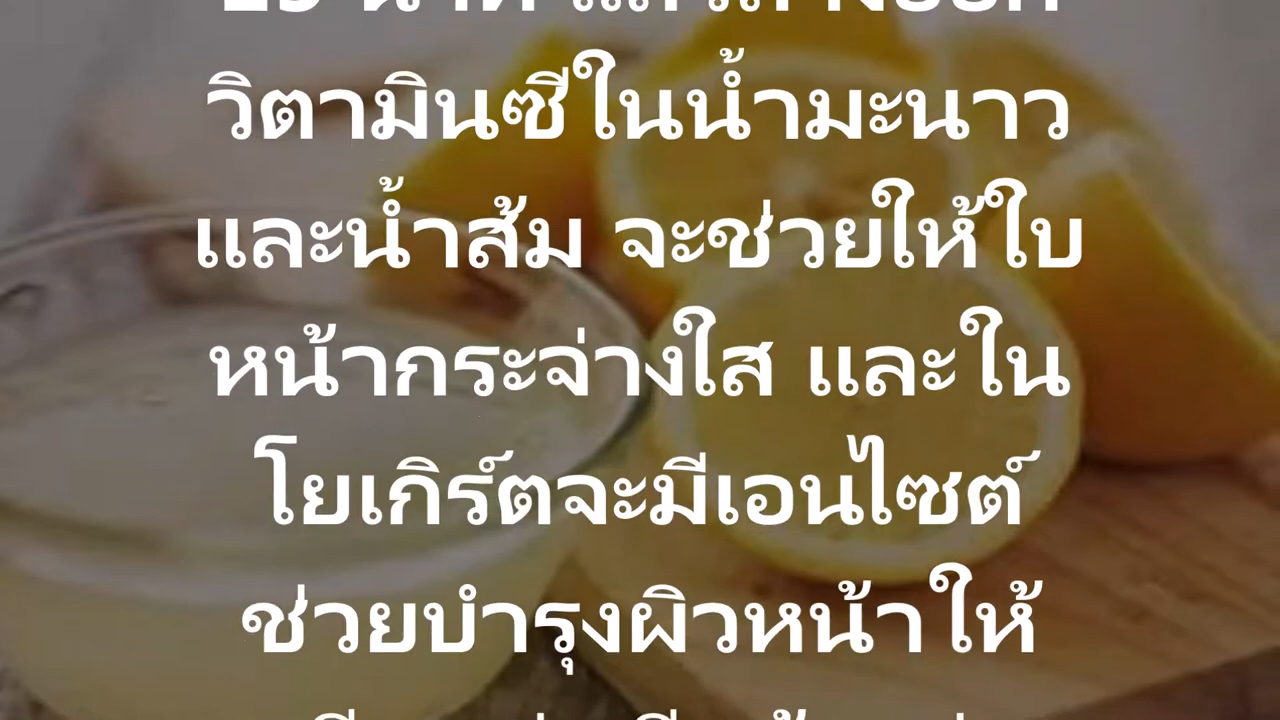 วิตามินซีในน้ำมะนาว
และน้ำส้ม จะช่วยให้ใบ
หน้ากระจ่างใส และใน
โยเกิร์ตจะมีเอนไซต์
ช่วยบำรุงผิวหน้าให้